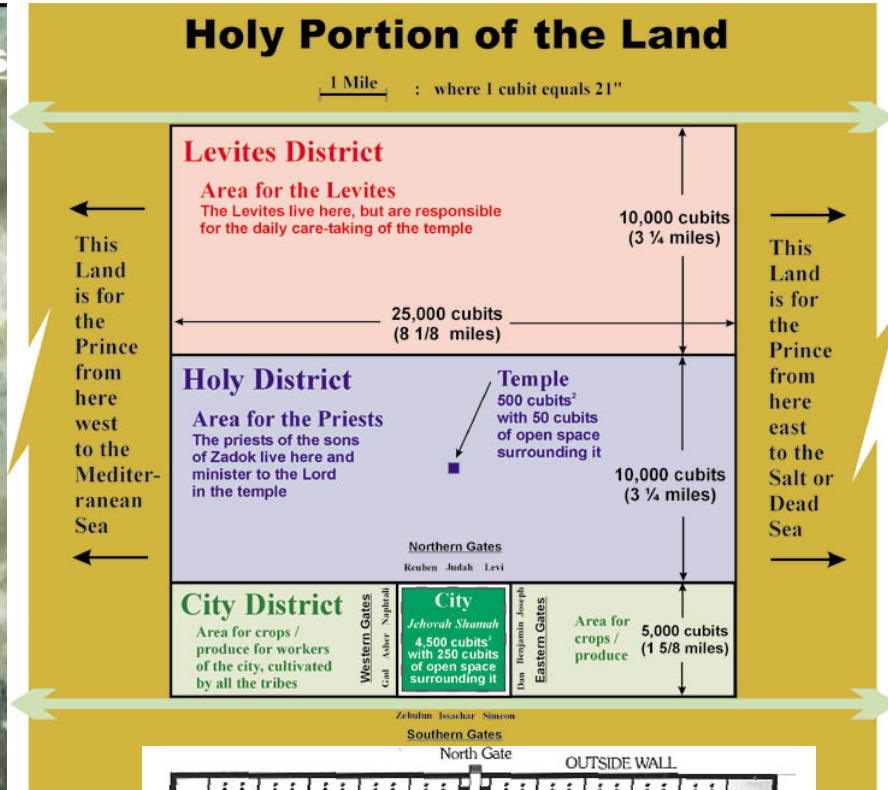 Holy Portion of the Land
1 Mile : where 1 cubit equals 21"
Levites District
Area for the Levites
The Levites live here, but are responsible
for the daily care-taking of the temple
10,000 cubits
(3 ¼ miles)
25,000 cubits
(8 1/8 miles)
This
Land
is for
the
Prince
from
here
west
to the
Mediter-
ranean
Sea
This
Land
is for
the
Prince
from
here
east
to the
Salt or
Dead
Sea
Holy District
Area for the Priests
The priests of the sons
of Zadok live here and
minister to the Lord
in the temple
Temple
500 cubits²
with 50 cubits
of open space
surrounding it
10,000 cubits
(3 ¼ miles)
Northern Gates
Reuben Judah Levi
City District
Area for crops /
produce for workers
of the city, cultivated
by all the tribes
Western Gates
Gad Asher Naphtali
City
Jehovah Shamah
4,500 cubits²
with 250 cubits
of open space
surrounding it
Dan Benjamin Joseph
Eastern Gates
Area for
crops /
produce
5,000 cubits
(1 5/8 miles)
Zebulun Issachar Simeon
Southern Gates
North Gate
OUTSIDE WALL